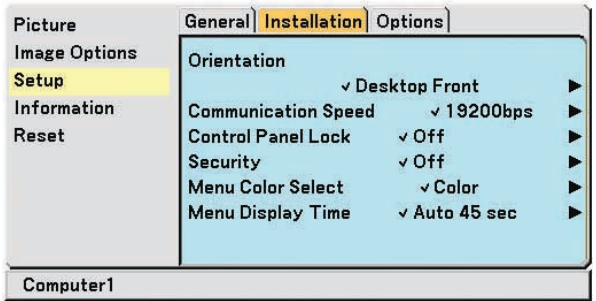 Picture
Image Options
Setup
Information
Reset
General Installation Options
Orientation
✓ Desktop Front ▶
Communication Speed ✓ 19200bps ▶
Control Panel Lock ✓ Off ▶
Security ✓ Off ▶
Menu Color Select ✓ Color ▶
Menu Display Time ✓ Auto 45 sec ▶
Computer1